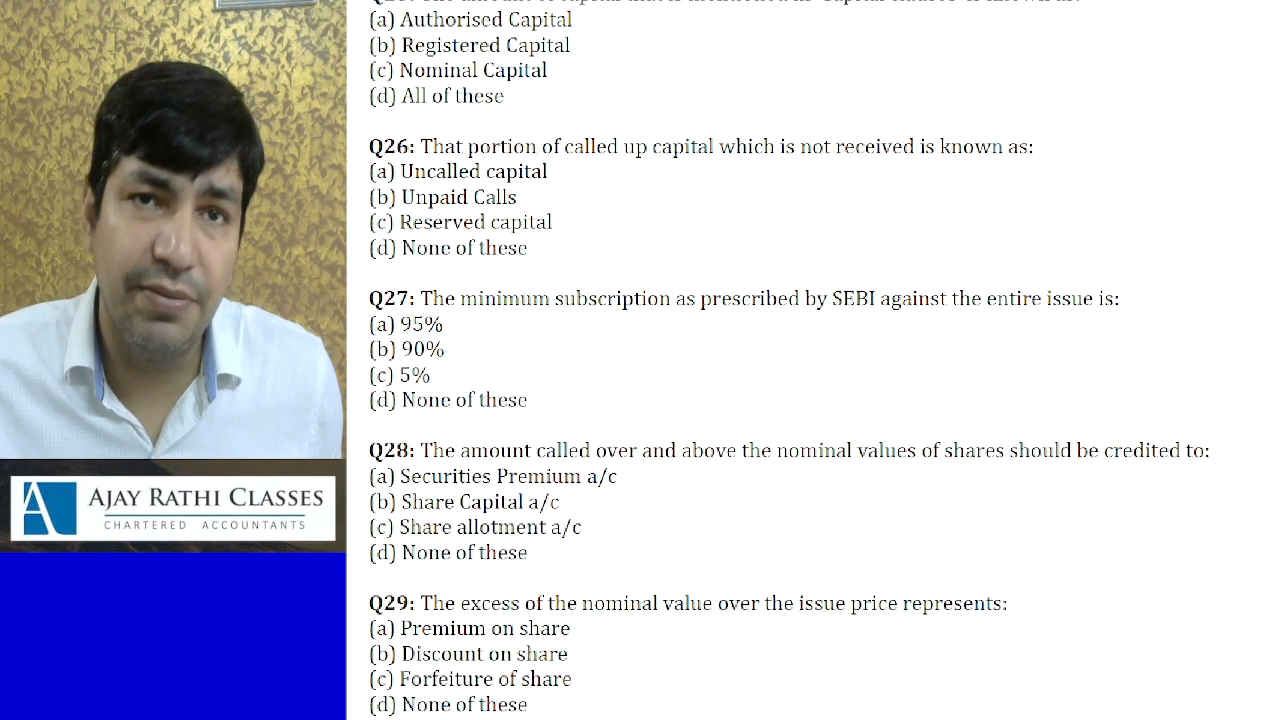 (a) Authorised Capital
(b) Registered Capital
(c) Nominal Capital
(d) All of these
Q26: That portion of called up capital which is not received is known as:
(a) Uncalled capital
(b) Unpaid Calls
(c) Reserved capital
(d) None of these
Q27: The minimum subscription as prescribed by SEBI against the entire issue is:
(a) 95%
(b) 90%
(c) 5%
(d) None of these
Q28: The amount called over and above the nominal values of shares should be credited to:
(a) Securities Premium a/c
(b) Share Capital a/c
(c) Share allotment a/c
(d) None of these
Q29: The excess of the nominal value over the issue price represents:
(a) Premium on share
(b) Discount on share
(c) Forfeiture of share
(d) None of these
AJAY RATHI CLASSES
CHARTERED ACCOUNTANTS